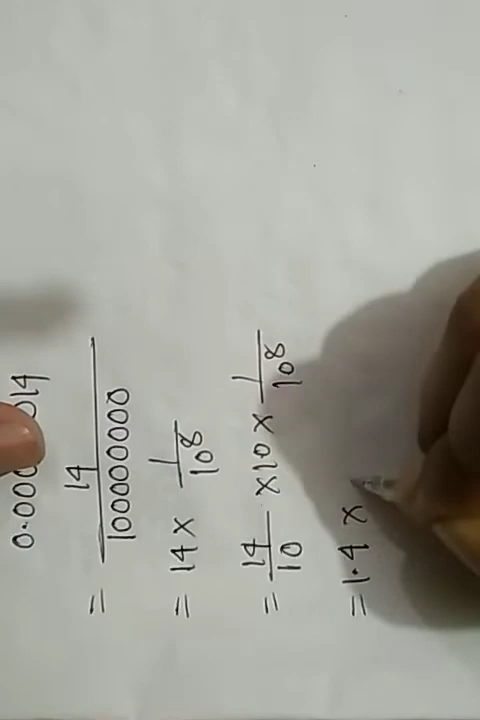 0.000 014
= 14/100000000
= 14 × 1/10⁸
= 14/10 ×10 × 1/10⁸
= 1.4 ×